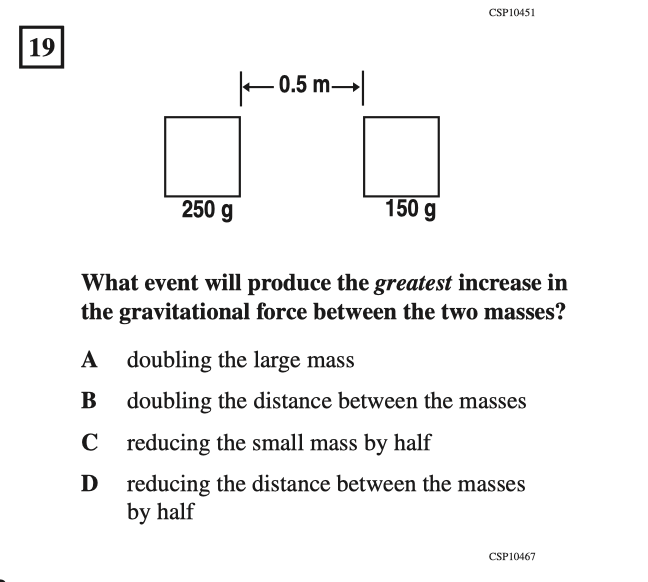 CSP10451
19
0.5 m
250 g
150 g
What event will produce the greatest increase in
the gravitational force between the two masses?
A doubling the large mass
B doubling the distance between the masses
C reducing the small mass by half
D reducing the distance between the masses
by half
CSP10467